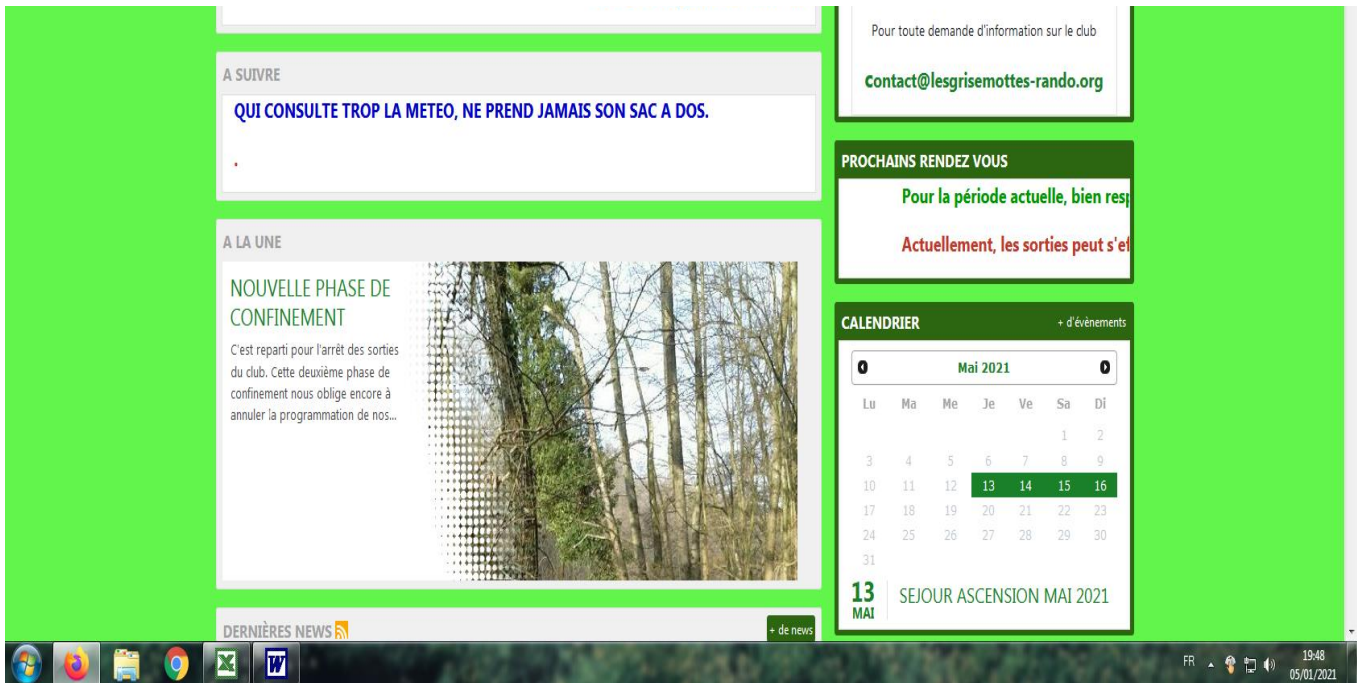 A SUIVRE
QUI CONSULTE TROP LA METEO, NE PREND JAMAIS SON SAC A DOS.
.
A LA UNE
NOUVELLE PHASE DE
CONFINEMENT
C'est reparti pour l'arrêt des sorties
du club. Cette deuxième phase de
confinement nous oblige encore à
annuler la programmation de nos...
DERNIÈRES NEWS
+ de news
Pour toute demande d'information sur le club
contact@lesgrisemottes-rando.org
PROCHAINS RENDEZ VOUS
Pour la période actuelle, bien
Actuellement, les sorties peut
CALENDRIER + d'évènements
Mai 2021
Lu Ma Me Je Ve Sa Di
1 2
3 4 5 6 7 8 9
10 11 12 13 14 15 16
17 18 19 20 21 22 23
24 25 26 27 28 29 30
31
13
MAI
SEJOUR ASCENSION MAI 2021
FR
19:48
05/01/2021